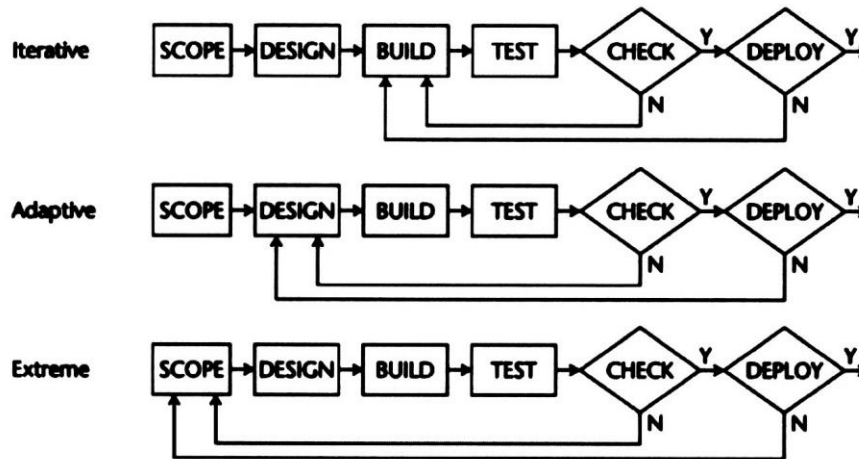 Iterative SCOPE DESIGN BUILD TEST CHECK Y DEPLOY Y
N N
Adaptive SCOPE DESIGN BUILD TEST CHECK Y DEPLOY Y
N N
Extreme SCOPE DESIGN BUILD TEST CHECK Y DEPLOY Y
N N